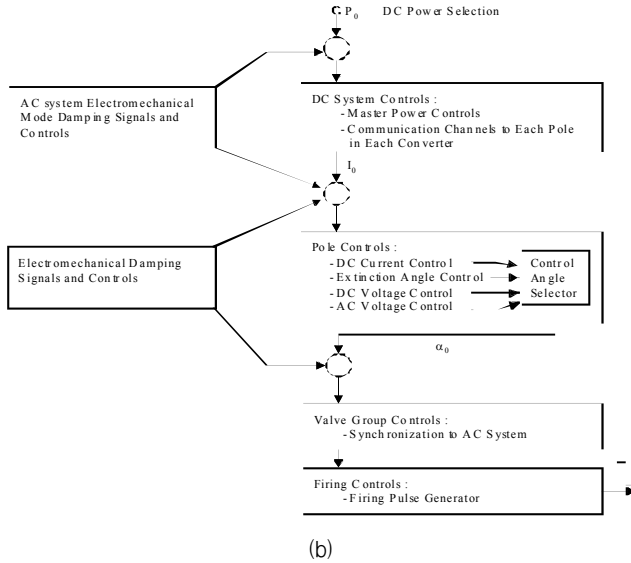 P₀ DC Power Selection
AC system Electromechanical
Mode Damping Signals and
Controls
DC System Controls :
- Master Power Controls
- Communication Channels to Each Pole
in Each Converter
I₀
Electromechanical Damping
Signals and Controls
Pole Controls :
- DC Current Control
- Extinction Angle Control
- DC Voltage Control
- AC Voltage Control
Control
Angle
Selector
α₀
Valve Group Controls :
- Synchronization to AC System
Firing Controls :
- Firing Pulse Generator
(b)